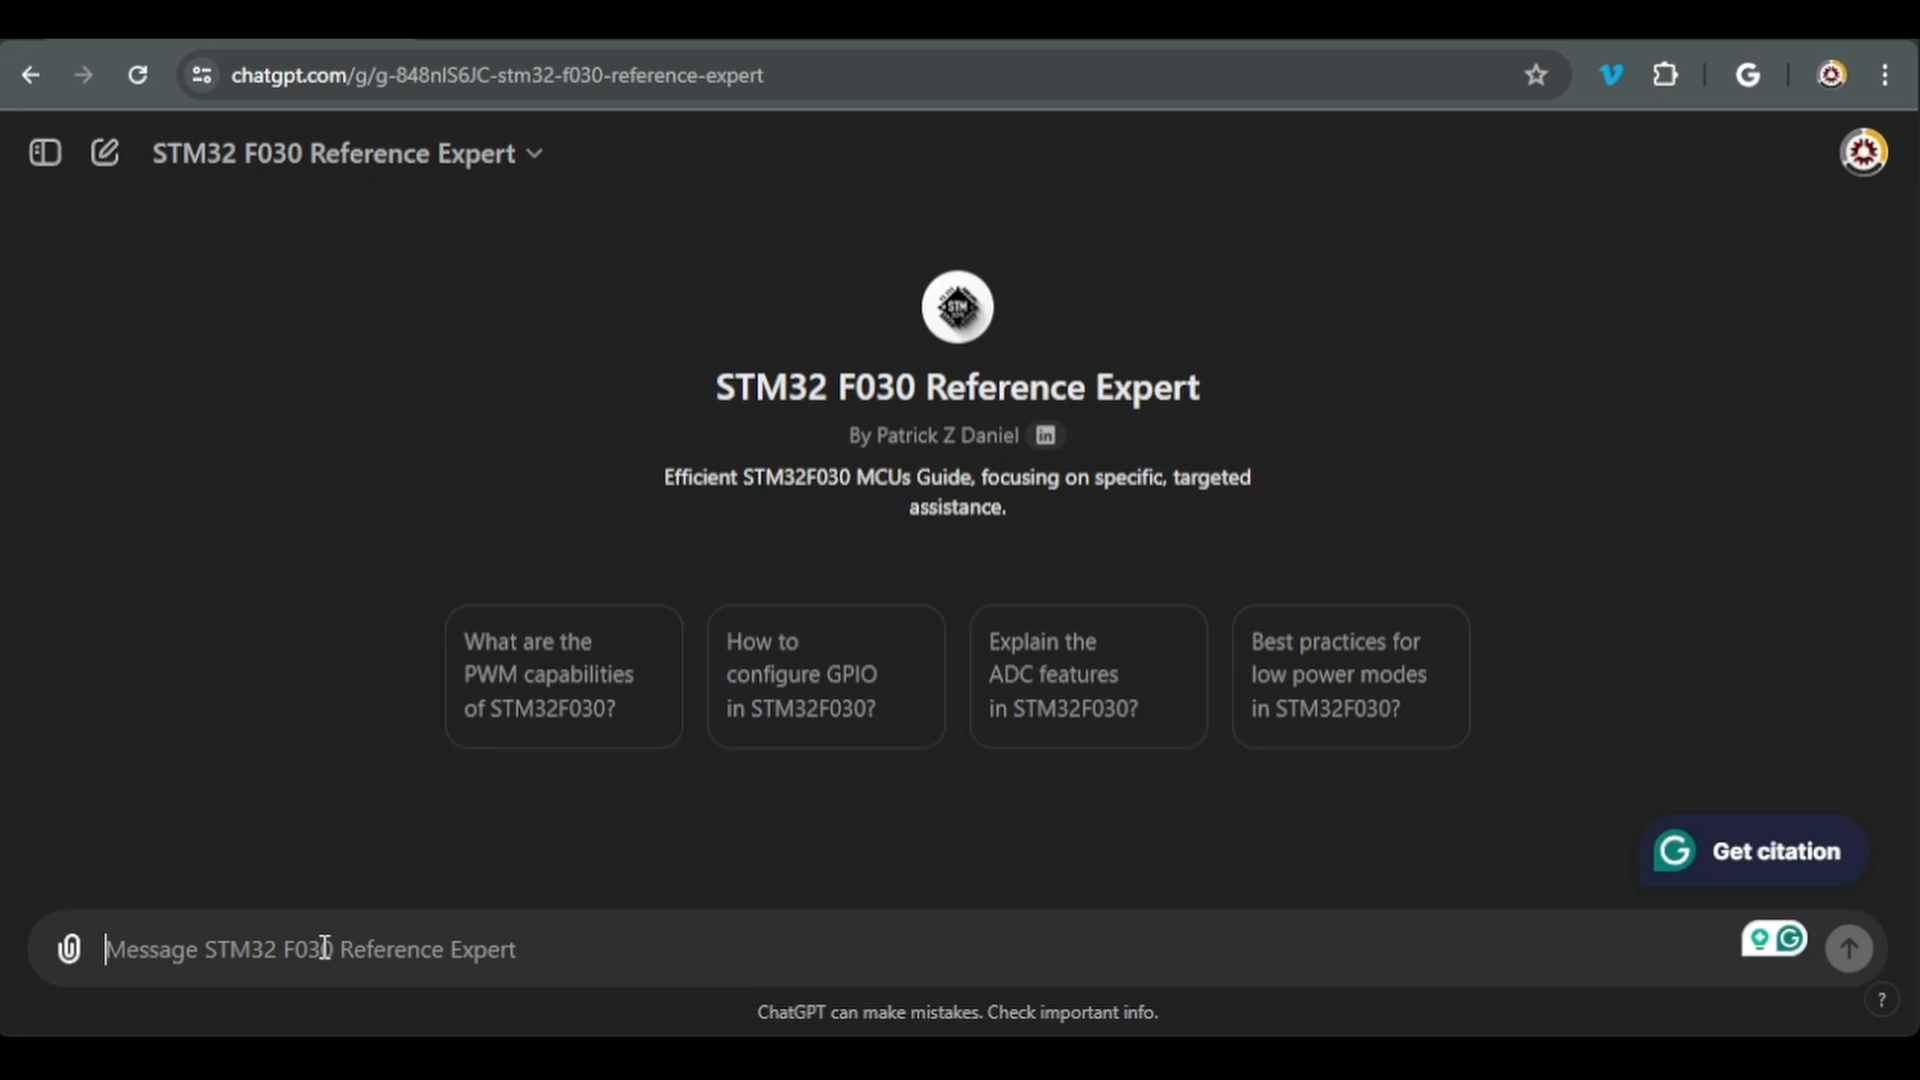 chatgpt.com/g/g-848nIS6JC-stm32-f030-reference-expert
STM32 F030 Reference Expert
STM
STM32 F030 Reference Expert
By Patrick Z Daniel in
Efficient STM32F030 MCUs Guide, focusing on specific, targeted
assistance.
What are the
PWM capabilities
of STM32F030?
How to
configure GPIO
in STM32F030?
Explain the
ADC features
in STM32F030?
Best practices for
low power modes
in STM32F030?
Get citation
Message STM32 F030 Reference Expert
ChatGPT can make mistakes. Check important info.
?